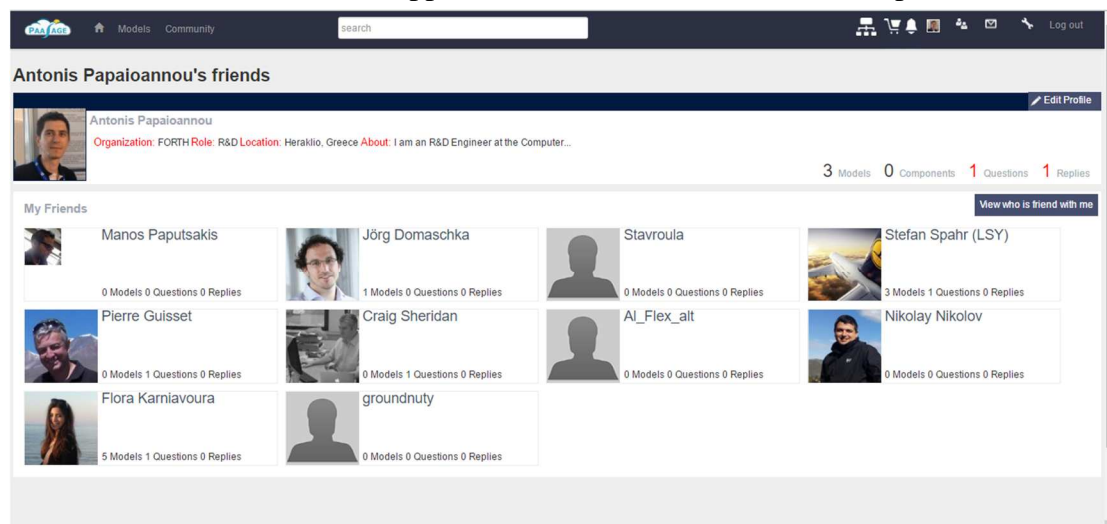 PAASAGE Models Community search Log out
Antonis Papaioannou's friends
Edit Profile
Antonis Papaioannou
Organization: FORTH Role: R&D Location: Heraklio, Greece About: I am an R&D Engineer at the Computer...
3 Models 0 Components 1 Questions 1 Replies
My Friends
View who is friend with me
Manos Paputsakis
0 Models 0 Questions 0 Replies
Jörg Domaschka
1 Models 0 Questions 0 Replies
Stavroula
0 Models 0 Questions 0 Replies
Stefan Spahr (LSY)
3 Models 1 Questions 0 Replies
Pierre Guisset
0 Models 1 Questions 0 Replies
Craig Sheridan
0 Models 1 Questions 0 Replies
Al_Flex_alt
0 Models 0 Questions 0 Replies
Nikolay Nikolov
0 Models 0 Questions 0 Replies
Flora Karniavoura
5 Models 1 Questions 0 Replies
groundnuty
0 Models 0 Questions 0 Replies